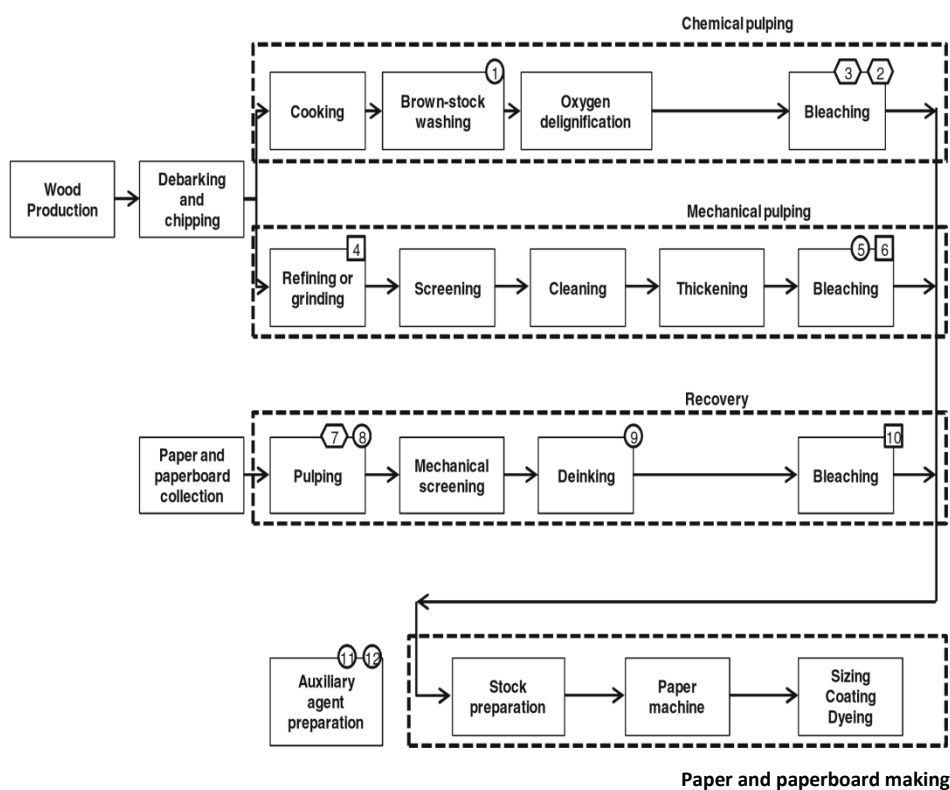 Chemical pulping
1
3
2
Cooking
Brown-stock
washing
Oxygen
delignification
Bleaching
Wood
Production
Debarking
and
chipping
Mechanical pulping
4
5
6
Refining or
grinding
Screening
Cleaning
Thickening
Bleaching
Recovery
7
8
9
10
Paper and
paperboard
collection
Pulping
Mechanical
screening
Deinking
Bleaching
11
12
Auxiliary
agent
preparation
Stock
preparation
Paper
machine
Sizing
Coating
Dyeing
Paper and paperboard making